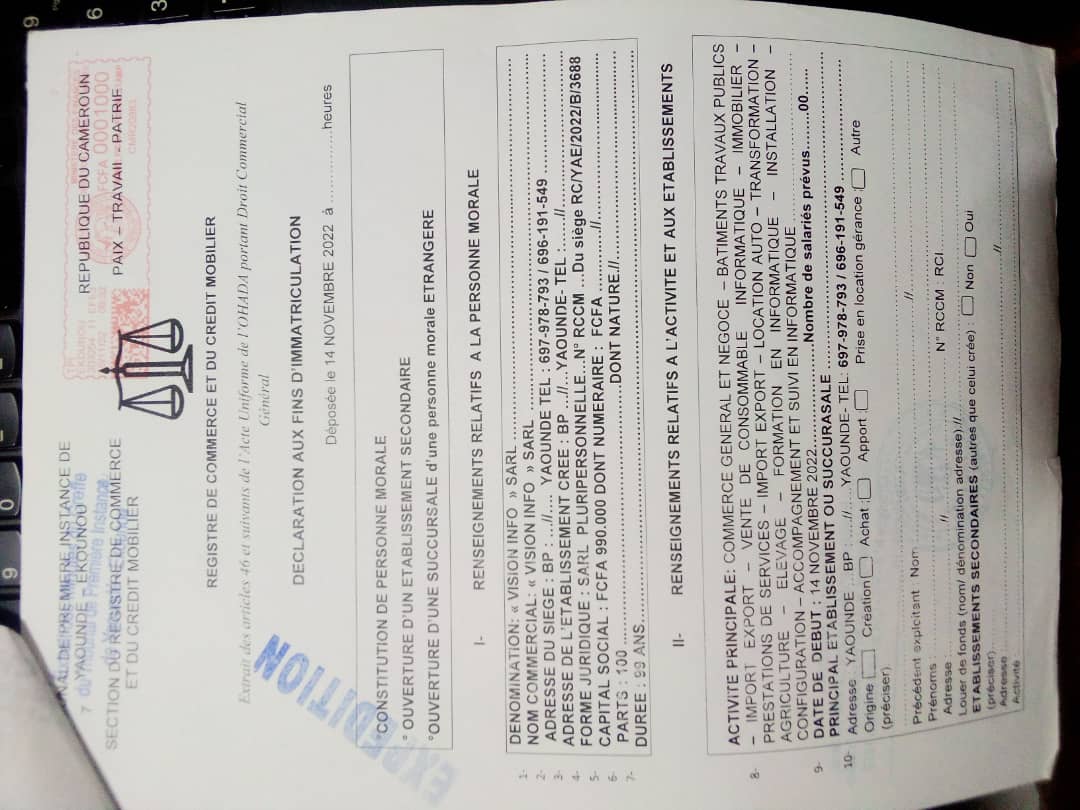 TRIBUNAL DE PREMIERE INSTANCE DE
YAOUNDE – EKOUNOU
SECTION DU REGISTRE DE COMMERCE
ET DU CREDIT MOBILIER
REPUBLIQUE DU CAMEROUN
PAIX – TRAVAIL – PATRIE
FCFA 0001000
REGISTRE DE COMMERCE ET DU CREDIT MOBILIER
Extrait des articles 46 et suivants de l'Acte Uniforme de l'OHADA portant Droit Commercial
Général
DECLARATION AUX FINS D'IMMATRICULATION
Déposée le 14 NOVEMBRE 2022 à ....................heures
EXPEDITION
°CONSTITUTION DE PERSONNE MORALE
° OUVERTURE D'UN ETABLISSEMENT SECONDAIRE
°OUVERTURE D'UNE SUCCURSALE d'une personne morale ETRANGERE
I- RENSEIGNEMENTS RELATIFS A LA PERSONNE MORALE
1- DENOMINATION: « VISION INFO » SARL
NOM COMMERCIAL: « VISION INFO » SARL
2- ADRESSE DU SIEGE : BP :...//.... YAOUNDE TEL : 697-978-793 / 696-191-549
3- ADRESSE DE L'ETABLISSEMENT CREE : BP ...//...YAOUNDE- TEL :......//
4- FORME JURIDIQUE : SARL PLURIPERSONNELLE...N° RCCM ...Du siège RC/YAE/2022/B/3688
5- CAPITAL SOCIAL : FCFA 990.000 DONT NUMERAIRE : FCFA ..........//
6- PARTS : 100..............................DONT NATURE.//
7- DUREE : 99 ANS
II- RENSEIGNEMENTS RELATIFS A L'ACTIVITE ET AUX ETABLISSEMENTS
8- ACTIVITE PRINCIPALE: COMMERCE GENERAL ET NEGOCE – BATIMENTS TRAVAUX PUBLICS
– IMPORT EXPORT – VENTE DE CONSOMMABLE INFORMATIQUE – IMMOBILIER –
PRESTATIONS DE SERVICES – IMPORT EXPORT – LOCATION AUTO – TRANSFORMATION –
AGRICULTURE – ELEVAGE – FORMATION EN INFORMATIQUE – INSTALLATION –
CONFIGURATION – ACCOMPAGNEMENT ET SUIVI EN INFORMATIQUE
9- DATE DE DEBUT : 14 NOVEMBRE 2022....................Nombre de salariés prévus.......00......
PRINCIPAL ETABLISSEMENT OU SUCCURASALE
10- Adresse YAOUNDE ..BP ....//.... YAOUNDE- TEL: 697-978-793 / 696-191-549
Origine Création Achat : Apport : Prise en location gérance : Autre
(préciser)
Précédent exploitant Nom //
Prénoms N° RCCM : RCI
Adresse //
Louer de fonds (nom/ dénomination adresse).//
ETABLISSEMENTS SECONDAIRES (autres que celui crée) : Non Oui
(préciser)
Adresse //
Activité